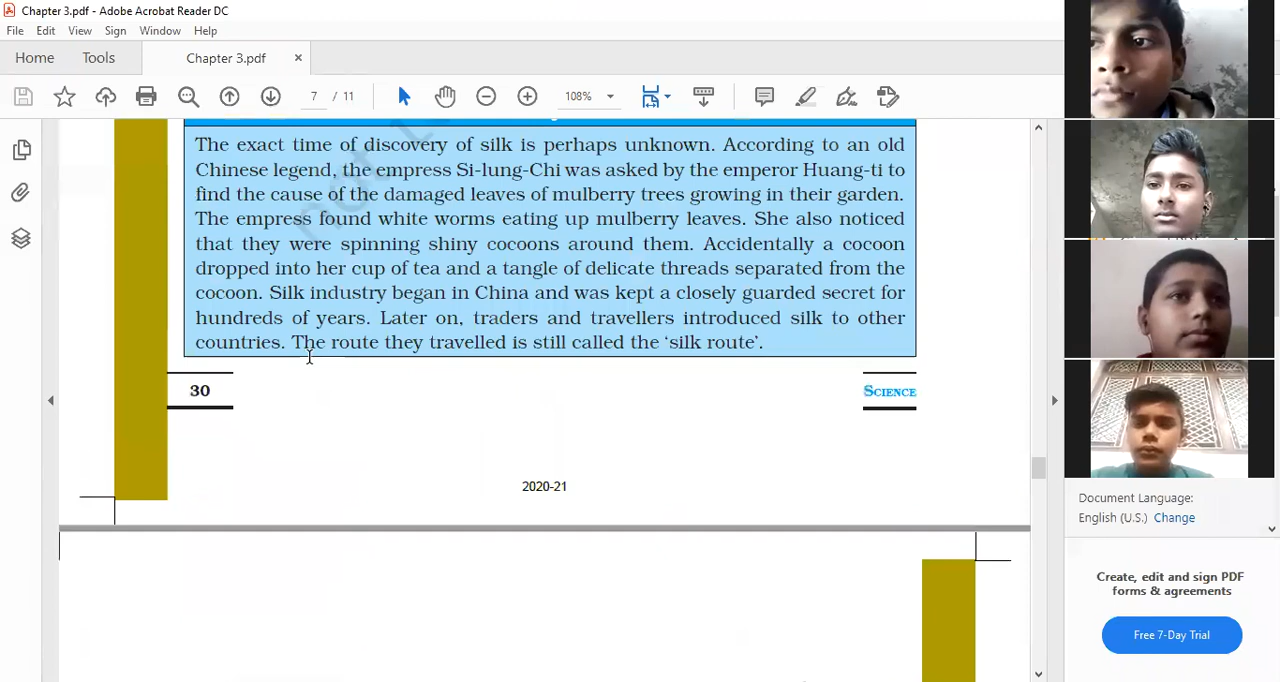 Chapter 3.pdf - Adobe Acrobat Reader DC
File Edit View Sign Window Help
Home Tools Chapter 3.pdf ×
7 / 11 108%
The exact time of discovery of silk is perhaps unknown. According to an old
Chinese legend, the empress Si-lung-Chi was asked by the emperor Huang-ti to
find the cause of the damaged leaves of mulberry trees growing in their garden.
The empress found white worms eating up mulberry leaves. She also noticed
that they were spinning shiny cocoons around them. Accidentally a cocoon
dropped into her cup of tea and a tangle of delicate threads separated from the
cocoon. Silk industry began in China and was kept a closely guarded secret for
hundreds of years. Later on, traders and travellers introduced silk to other
countries. The route they travelled is still called the ‘silk route’.
not
30
SCIENCE
2020-21
Document Language:
English (U.S.) Change
Create, edit and sign PDF
forms & agreements
Free 7-Day Trial